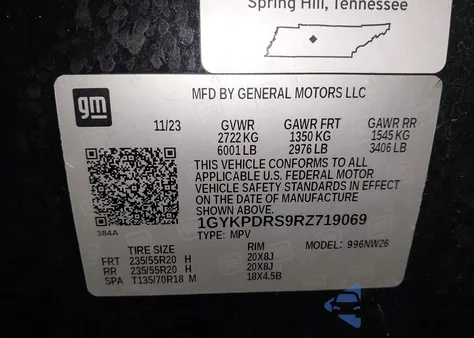 Spring Hill, Tennessee
gm
MFD BY GENERAL MOTORS LLC
11/23 GVWR GAWR FRT GAWR RR
2722 KG 1350 KG 1545 KG
6001 LB 2976 LB 3406 LB
THIS VEHICLE CONFORMS TO ALL
APPLICABLE U.S. FEDERAL MOTOR
VEHICLE SAFETY STANDARDS IN EFFECT
ON THE DATE OF MANUFACTURE
SHOWN ABOVE.
1GYKPDRS9RZ719069
384A
TYPE: MPV
TIRE SIZE RIM MODEL: 996NW26
FRT 235/55R20 H 20X8J
RR 235/55R20 H 20X8J
SPA T135/70R18 M 18X4.5B